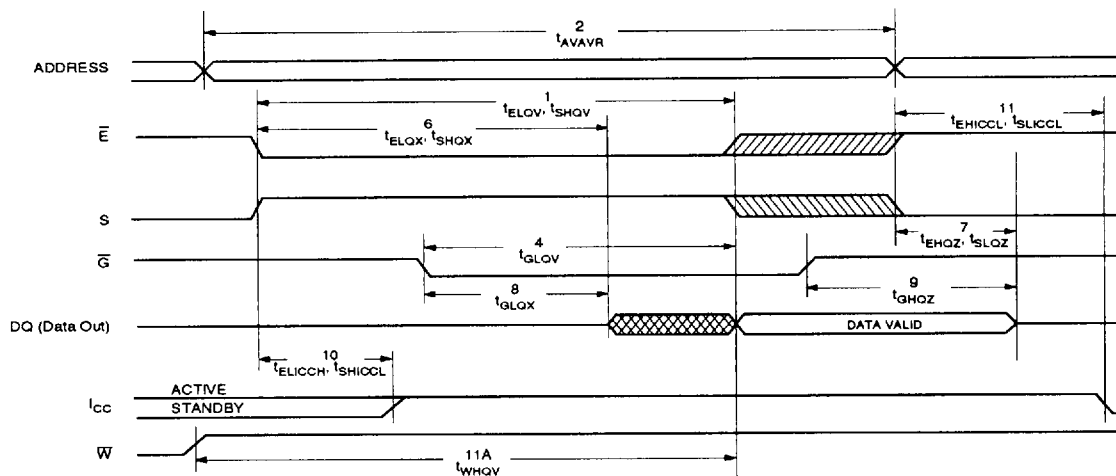 2
tAVAVR
ADDRESS
1
tELQV, tSHQV
6
tELQX, tSHQX
11
tEHICCL, tSLICCL
E
S
7
tEHQZ, tSLQZ
4
tGLQV
G
8
tGLQX
9
tGHQZ
DQ (Data Out)
DATA VALID
10
tELICCH, tSHICCL
ACTIVE
ICC
STANDBY
W
11A
tWHQV